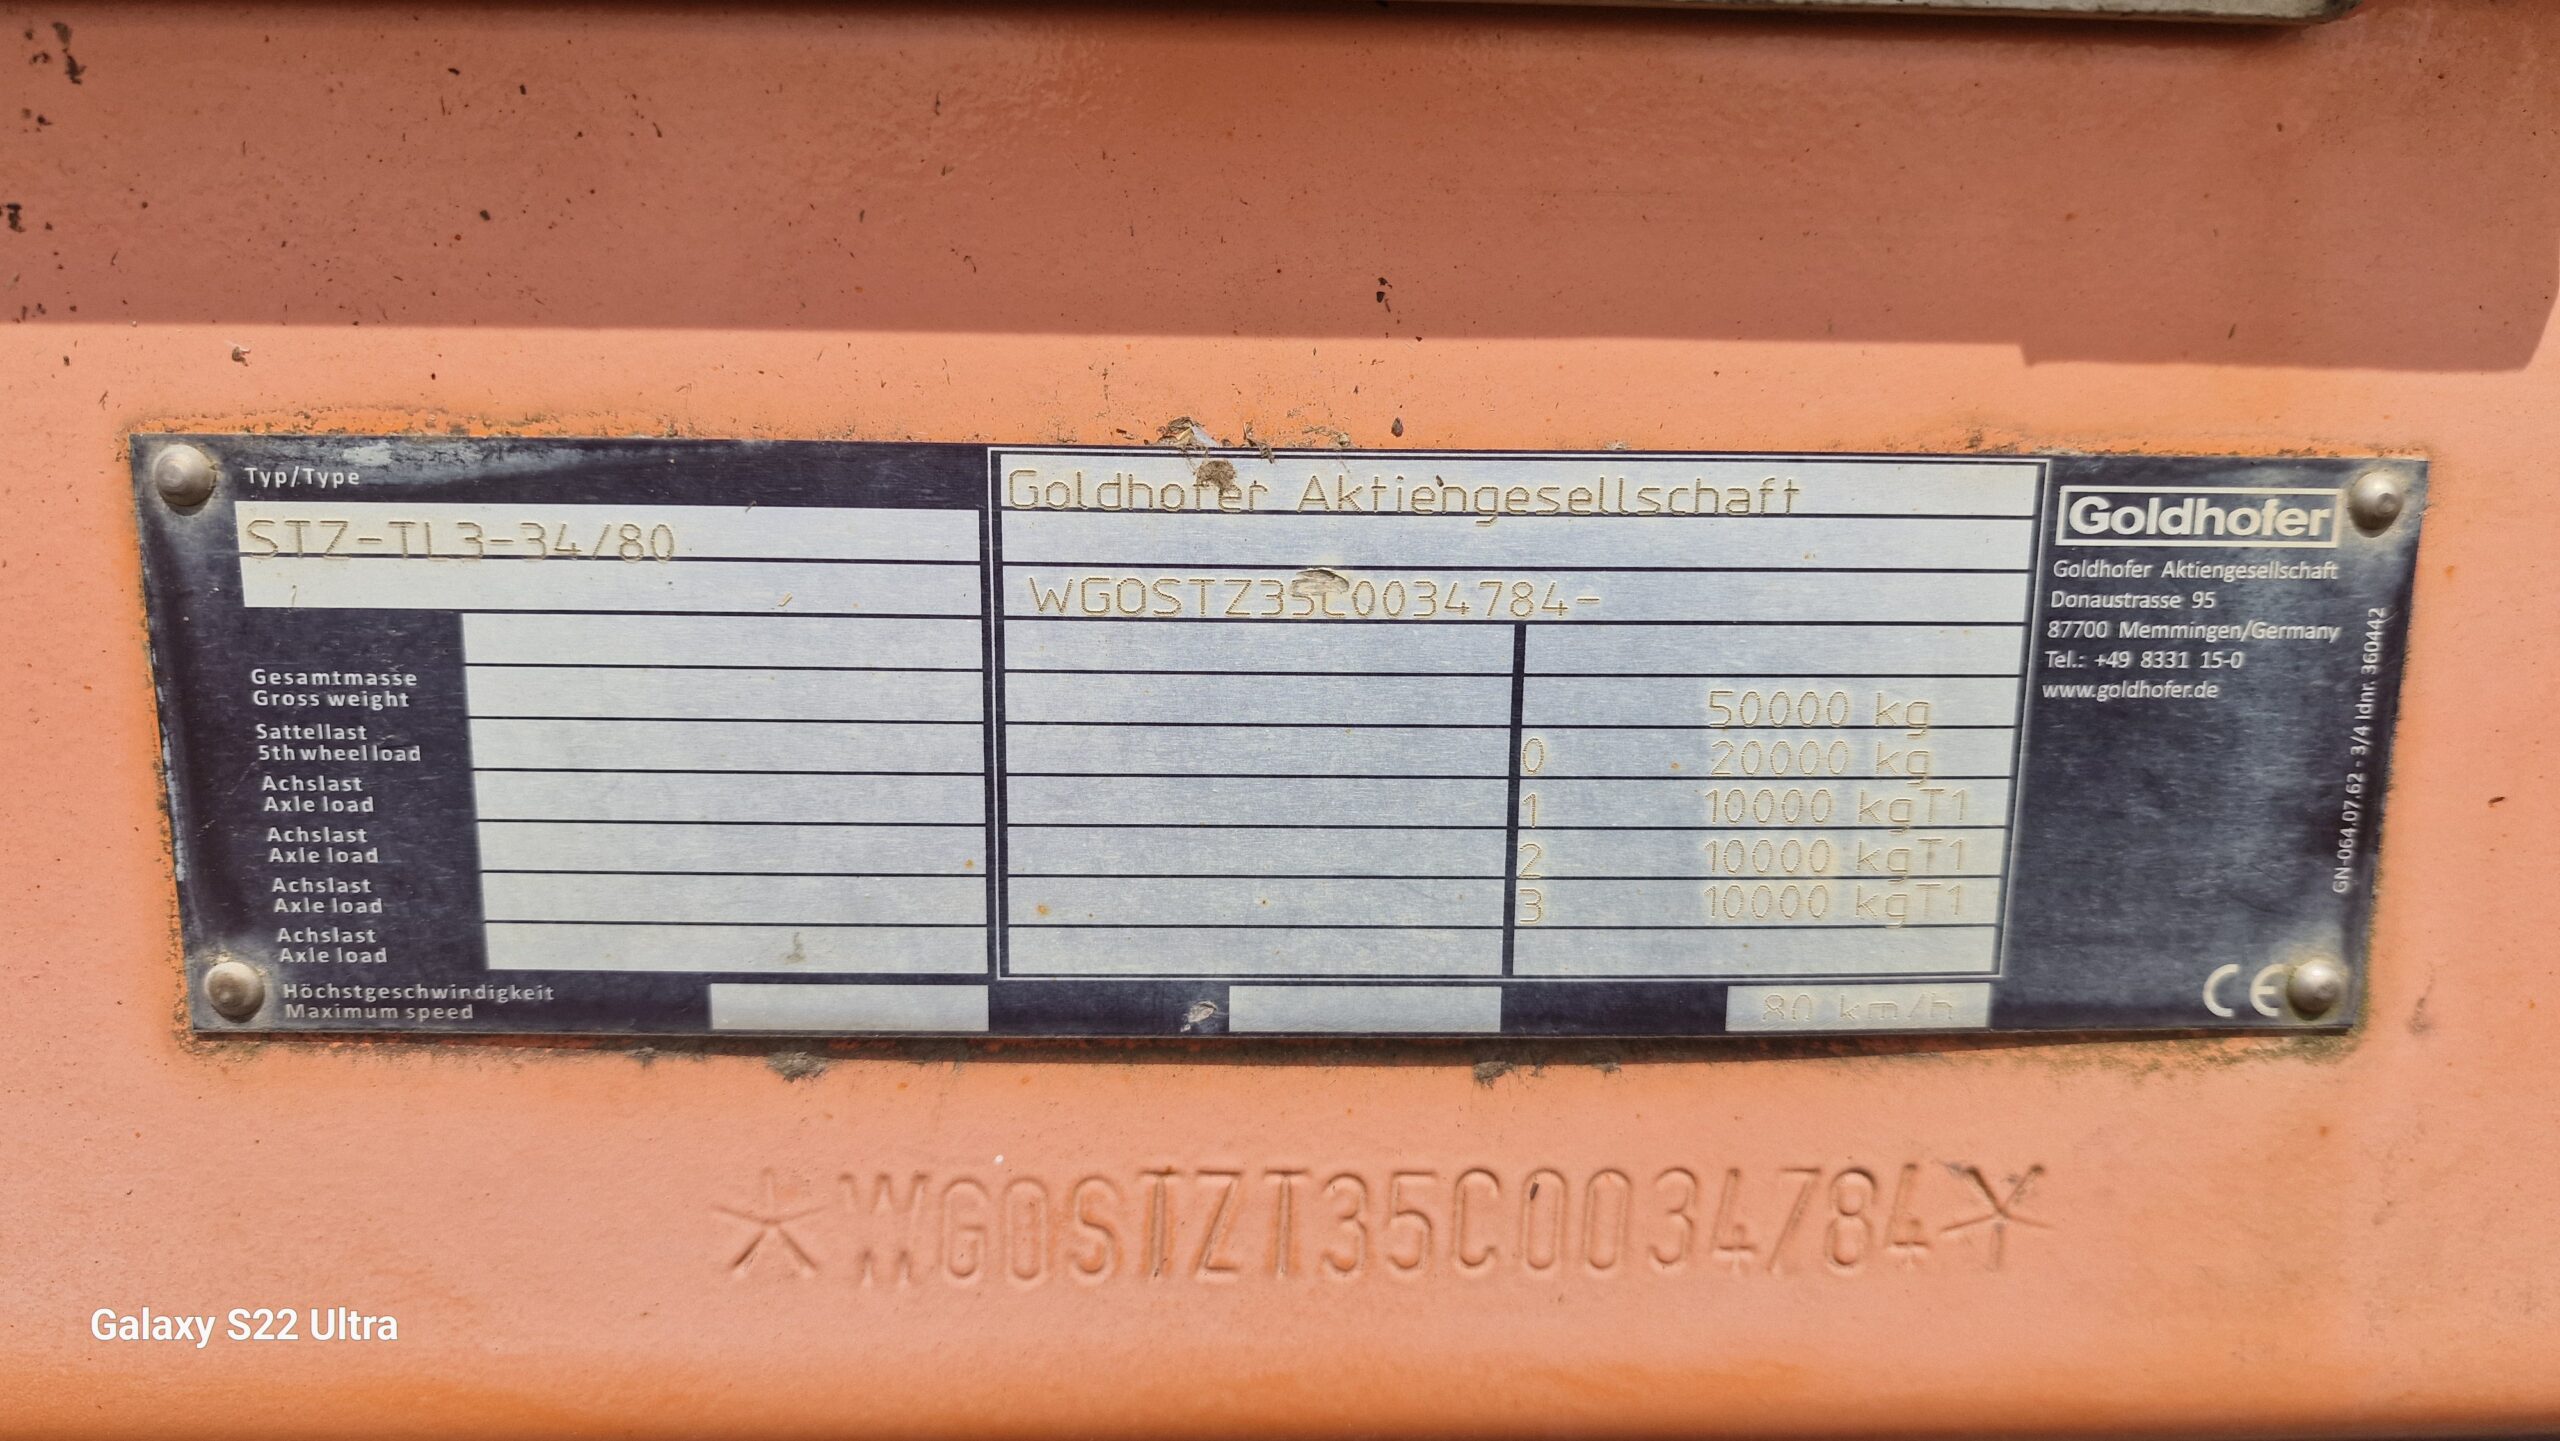 Typ/Type
STZ-TL3-34/80
Goldhofer Aktiengesellschaft
WG0STZ35C0034784-
Gesamtmasse
Gross weight
50000 kg
Sattellast
5th wheel load
0 20000 kg
Achslast
Axle load
1 10000 kgT1
Achslast
Axle load
2 10000 kgT1
Achslast
Axle load
3 10000 kgT1
Achslast
Axle load
Höchstgeschwindigkeit
Maximum speed
80 km/h
Goldhofer
Goldhofer Aktiengesellschaft
Donaustrasse 95
87700 Memmingen/Germany
Tel.: +49 8331 15-0
www.goldhofer.de
GN-064.07.62 - 3/4 Idnr. 360442
CE
*WG0STZT35C0034784*
Galaxy S22 Ultra